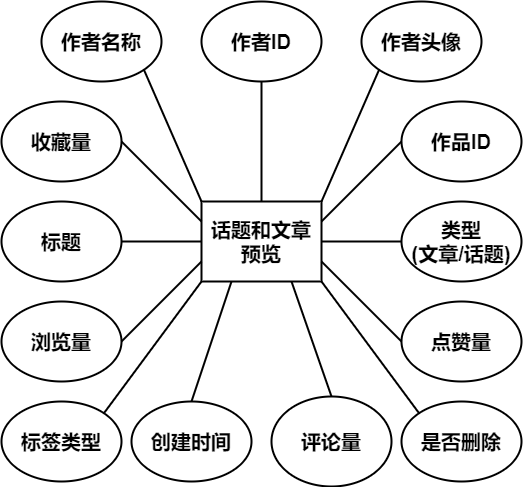 作者名称
作者ID
作者头像
收藏量
作品ID
话题和文章
预览
标题
类型
(文章/话题)
浏览量
点赞量
标签类型
创建时间
评论量
是否删除